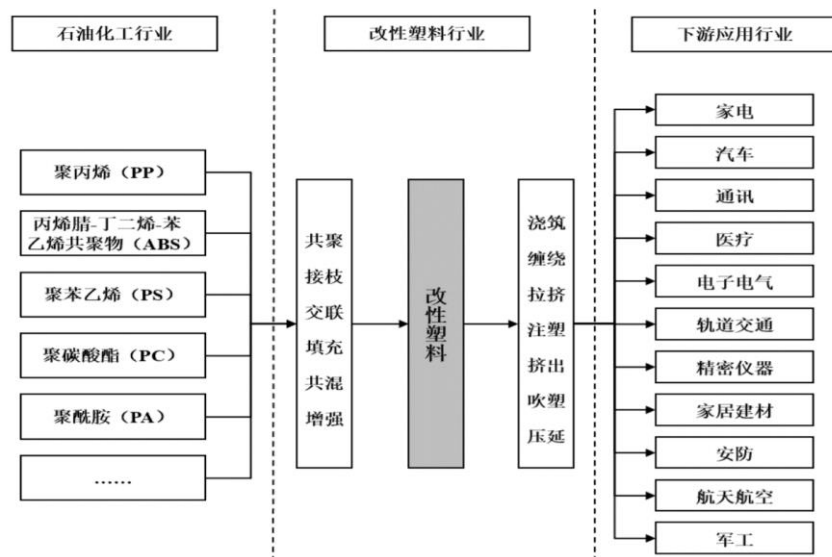 石油化工行业
改性塑料行业
下游应用行业
聚丙烯（PP）
丙烯腈-丁二烯-苯
乙烯共聚物（ABS）
聚苯乙烯（PS）
聚碳酸酯（PC）
聚酰胺（PA）
……
共聚
接枝
交联
填充
共混
增强
改性塑料
浇筑
缠绕
拉挤
注塑
挤出
吹塑
压延
家电
汽车
通讯
医疗
电子电气
轨道交通
精密仪器
家居建材
安防
航天航空
军工